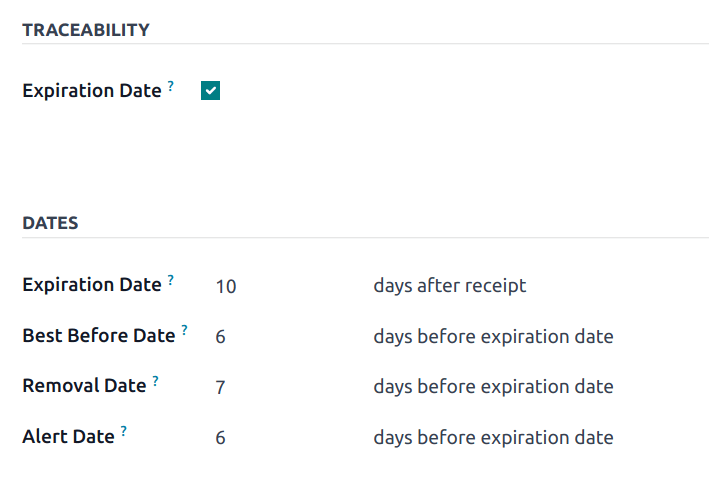 TRACEABILITY
Expiration Date ?
DATES
Expiration Date ? 10 days after receipt
Best Before Date ? 6 days before expiration date
Removal Date ? 7 days before expiration date
Alert Date ? 6 days before expiration date